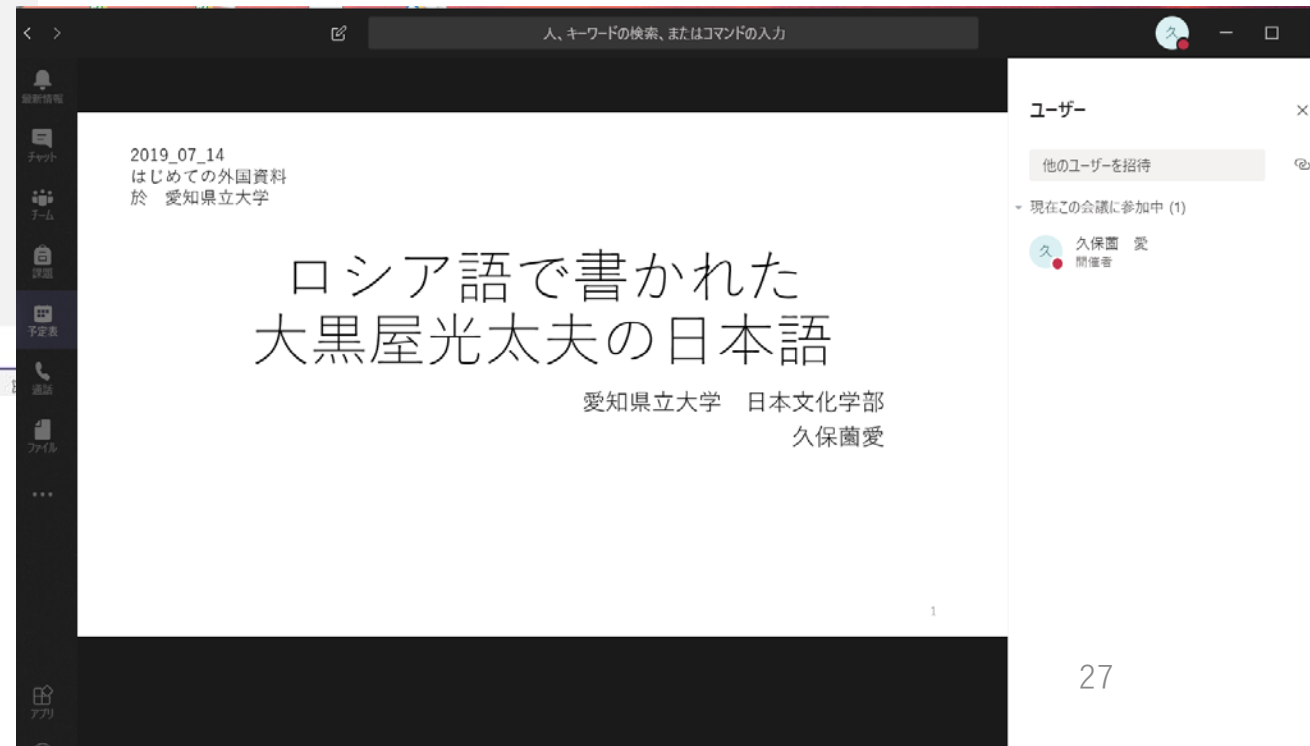 人、キーワードの検索、またはコマンドの入力
久
最新情報
チャット
チーム
課題
予定表
通話
ファイル
アプリ
2019_07_14
はじめての外国資料
於　愛知県立大学
ロシア語で書かれた
大黒屋光太夫の日本語
愛知県立大学　日本文化学部
久保薗愛
1
ユーザー
他のユーザーを招待
現在この会議に参加中 (1)
久
久保薗　愛
開催者
27